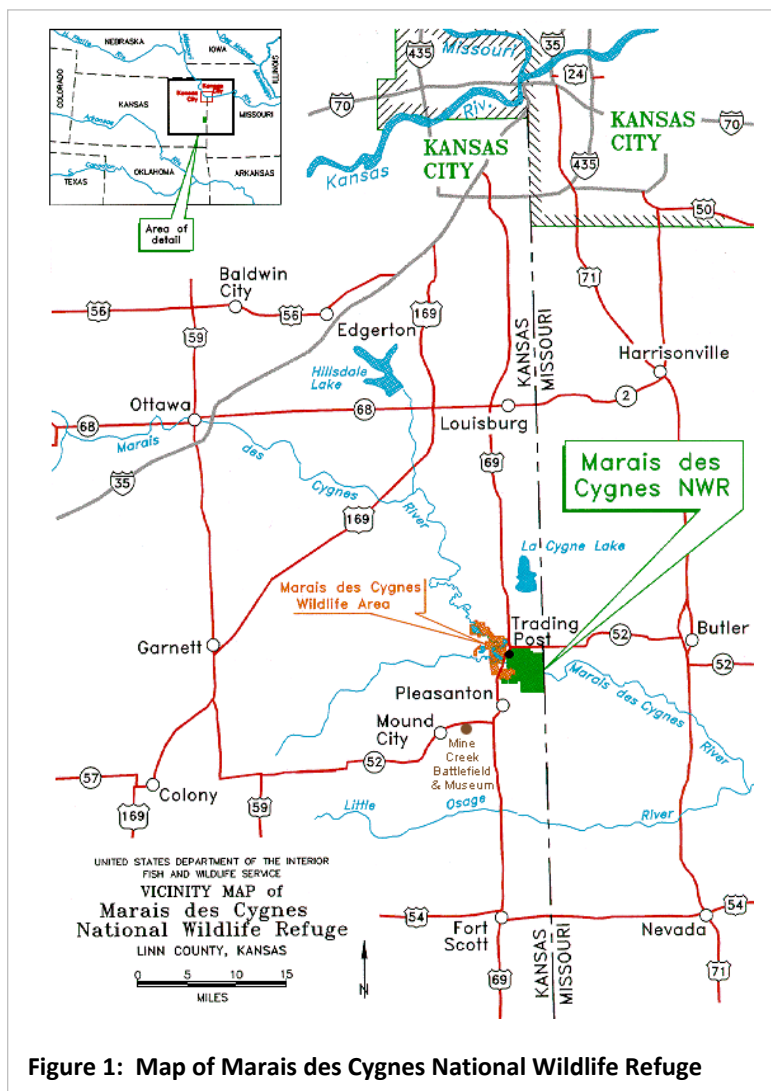 NEBRASKA
IOWA
ILLINOIS
COLORADO
KANSAS
Kansas
City
Kansas
City
MISSOURI
Arkansas
Riv.
OKLAHOMA
ARKANSAS
TEXAS
Canadian
Area of
detail
435
Missouri
35
24
70
Riv.
Kansas
KANSAS
CITY
KANSAS
CITY
70
435
50
71
Baldwin
City
56
56
59
169
Edgerton
Hillsdale
Lake
KANSAS
MISSOURI
Harrisonville
2
Ottawa
68
68
Louisburg
Marais
des
Cygnes
River
35
69
169
Marais des
Cygnes NWR
La Cygne Lake
Marais des Cygnes
Wildlife Area
Trading
Post
52
Butler
52
Garnett
Marais des Cygnes
River
Pleasanton
Mound
City
52
Mine
Creek
Battlefield
& Museum
57
Colony
169
59
Little
Osage
River
UNITED STATES DEPARTMENT OF THE INTERIOR
FISH AND WILDLIFE SERVICE
VICINITY MAP of
Marais des Cygnes
National Wildlife Refuge
LINN COUNTY, KANSAS
0 5 10 15
MILES
N
54
Fort
Scott
54
Nevada
69
71
KANSAS
MISSOURI
Figure 1: Map of Marais des Cygnes National Wildlife Refuge